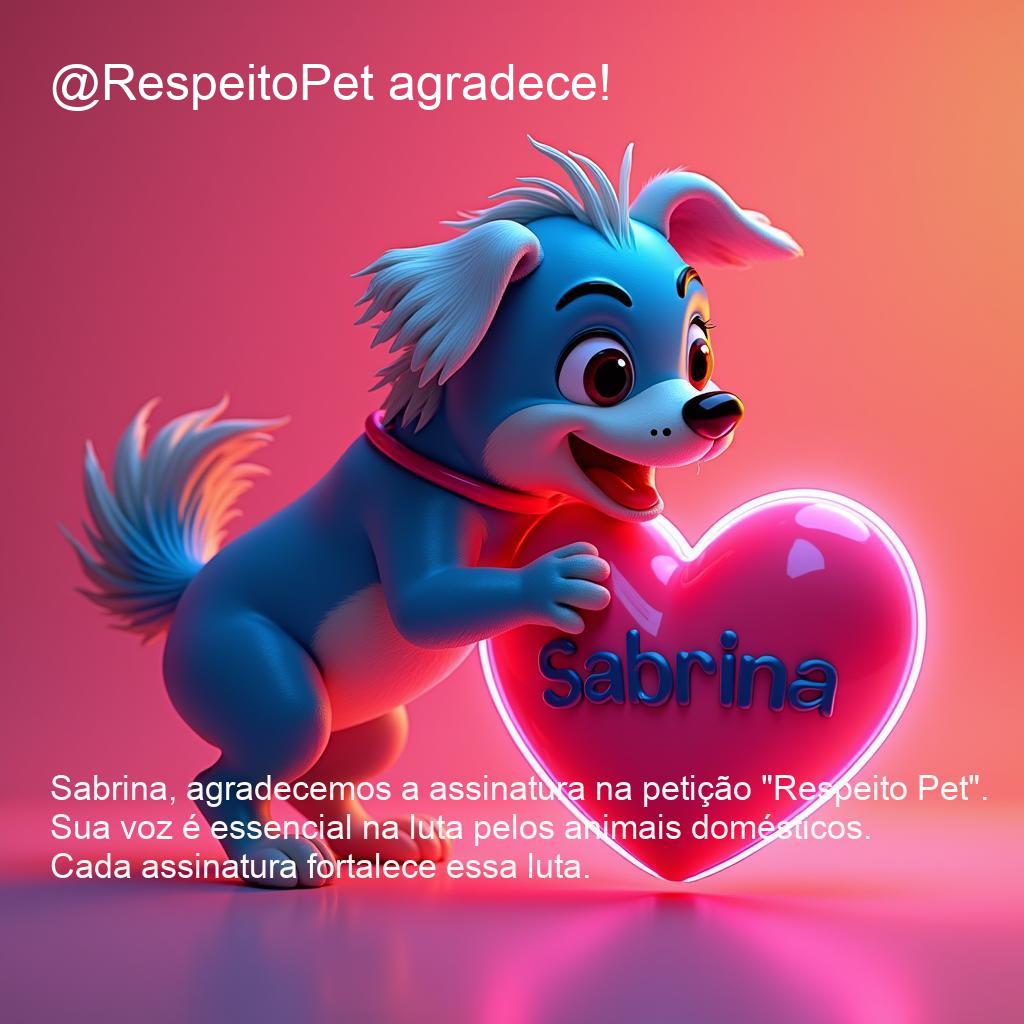 @RespeitoPet agradece!
Sabrina
Sabrina, agradecemos a assinatura na petição "Respeito Pet".
Sua voz é essencial na luta pelos animais domésticos.
Cada assinatura fortalece essa luta.